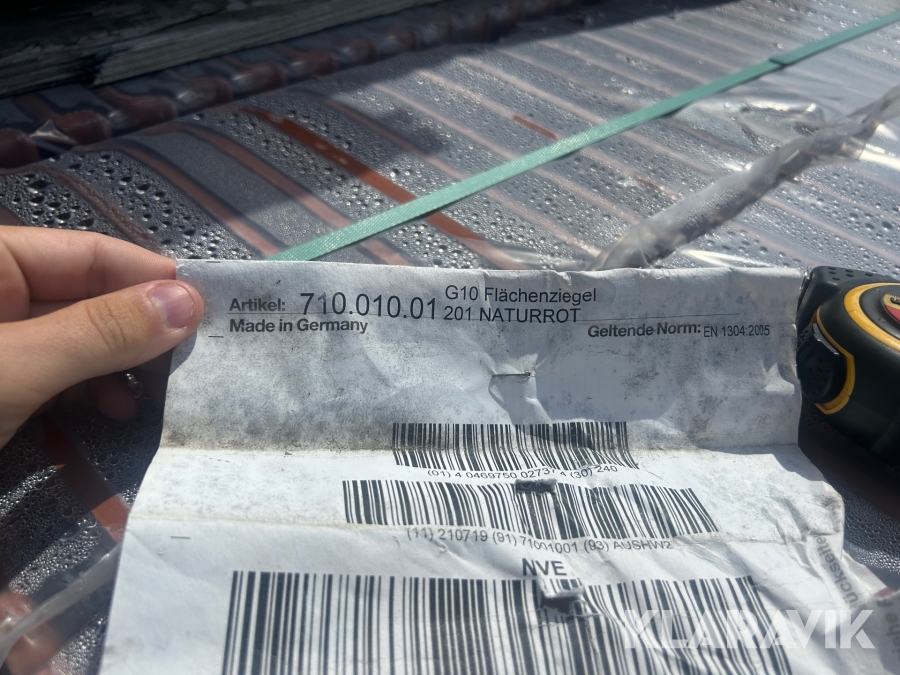 Artikel: 710.010.01 G10 Flächenziegel
201 NATURROT
Made in Germany
Geltende Norm: EN 1304:2005
(01) 4 0469750 0273 4 (30) 240
(11) 210719 (91) 71001001 (93) AUSHW2
NVE
KLARAVIK